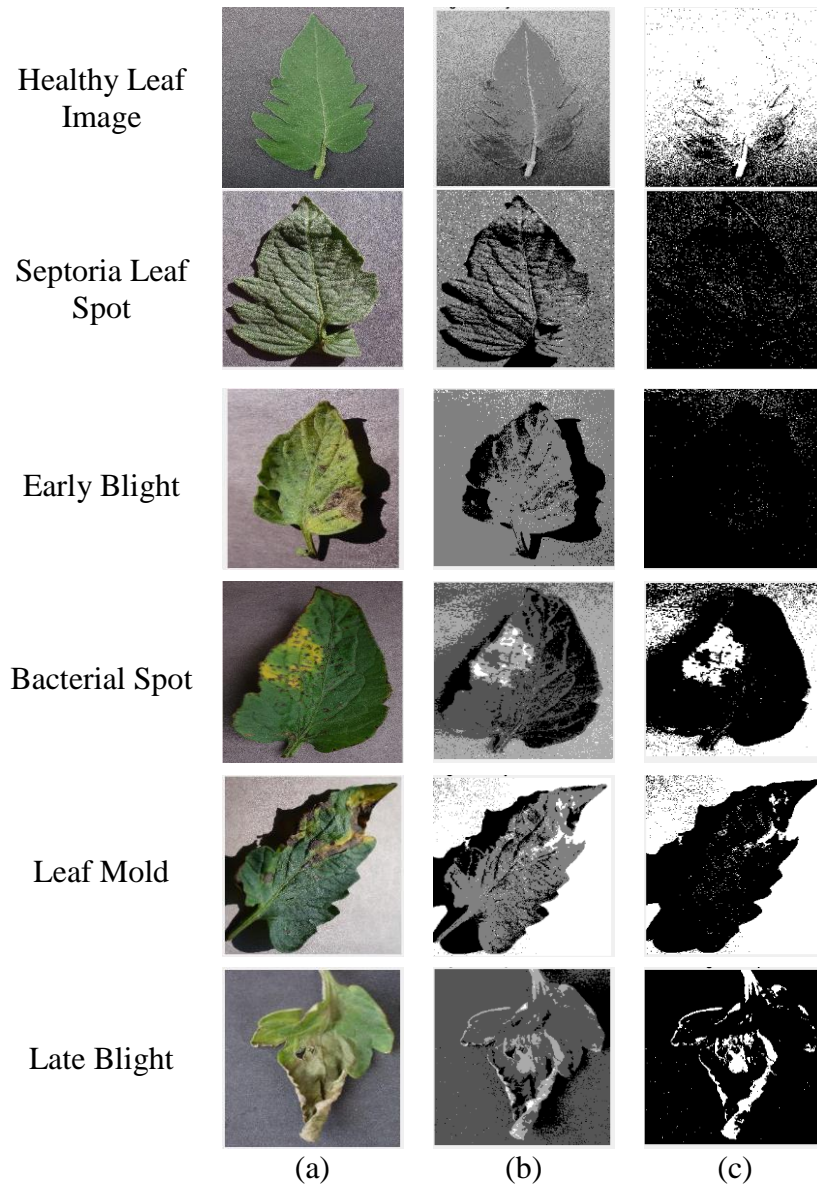 Healthy Leaf
Image
Septoria Leaf
Spot
Early Blight
Bacterial Spot
Leaf Mold
Late Blight
(a) (b) (c)